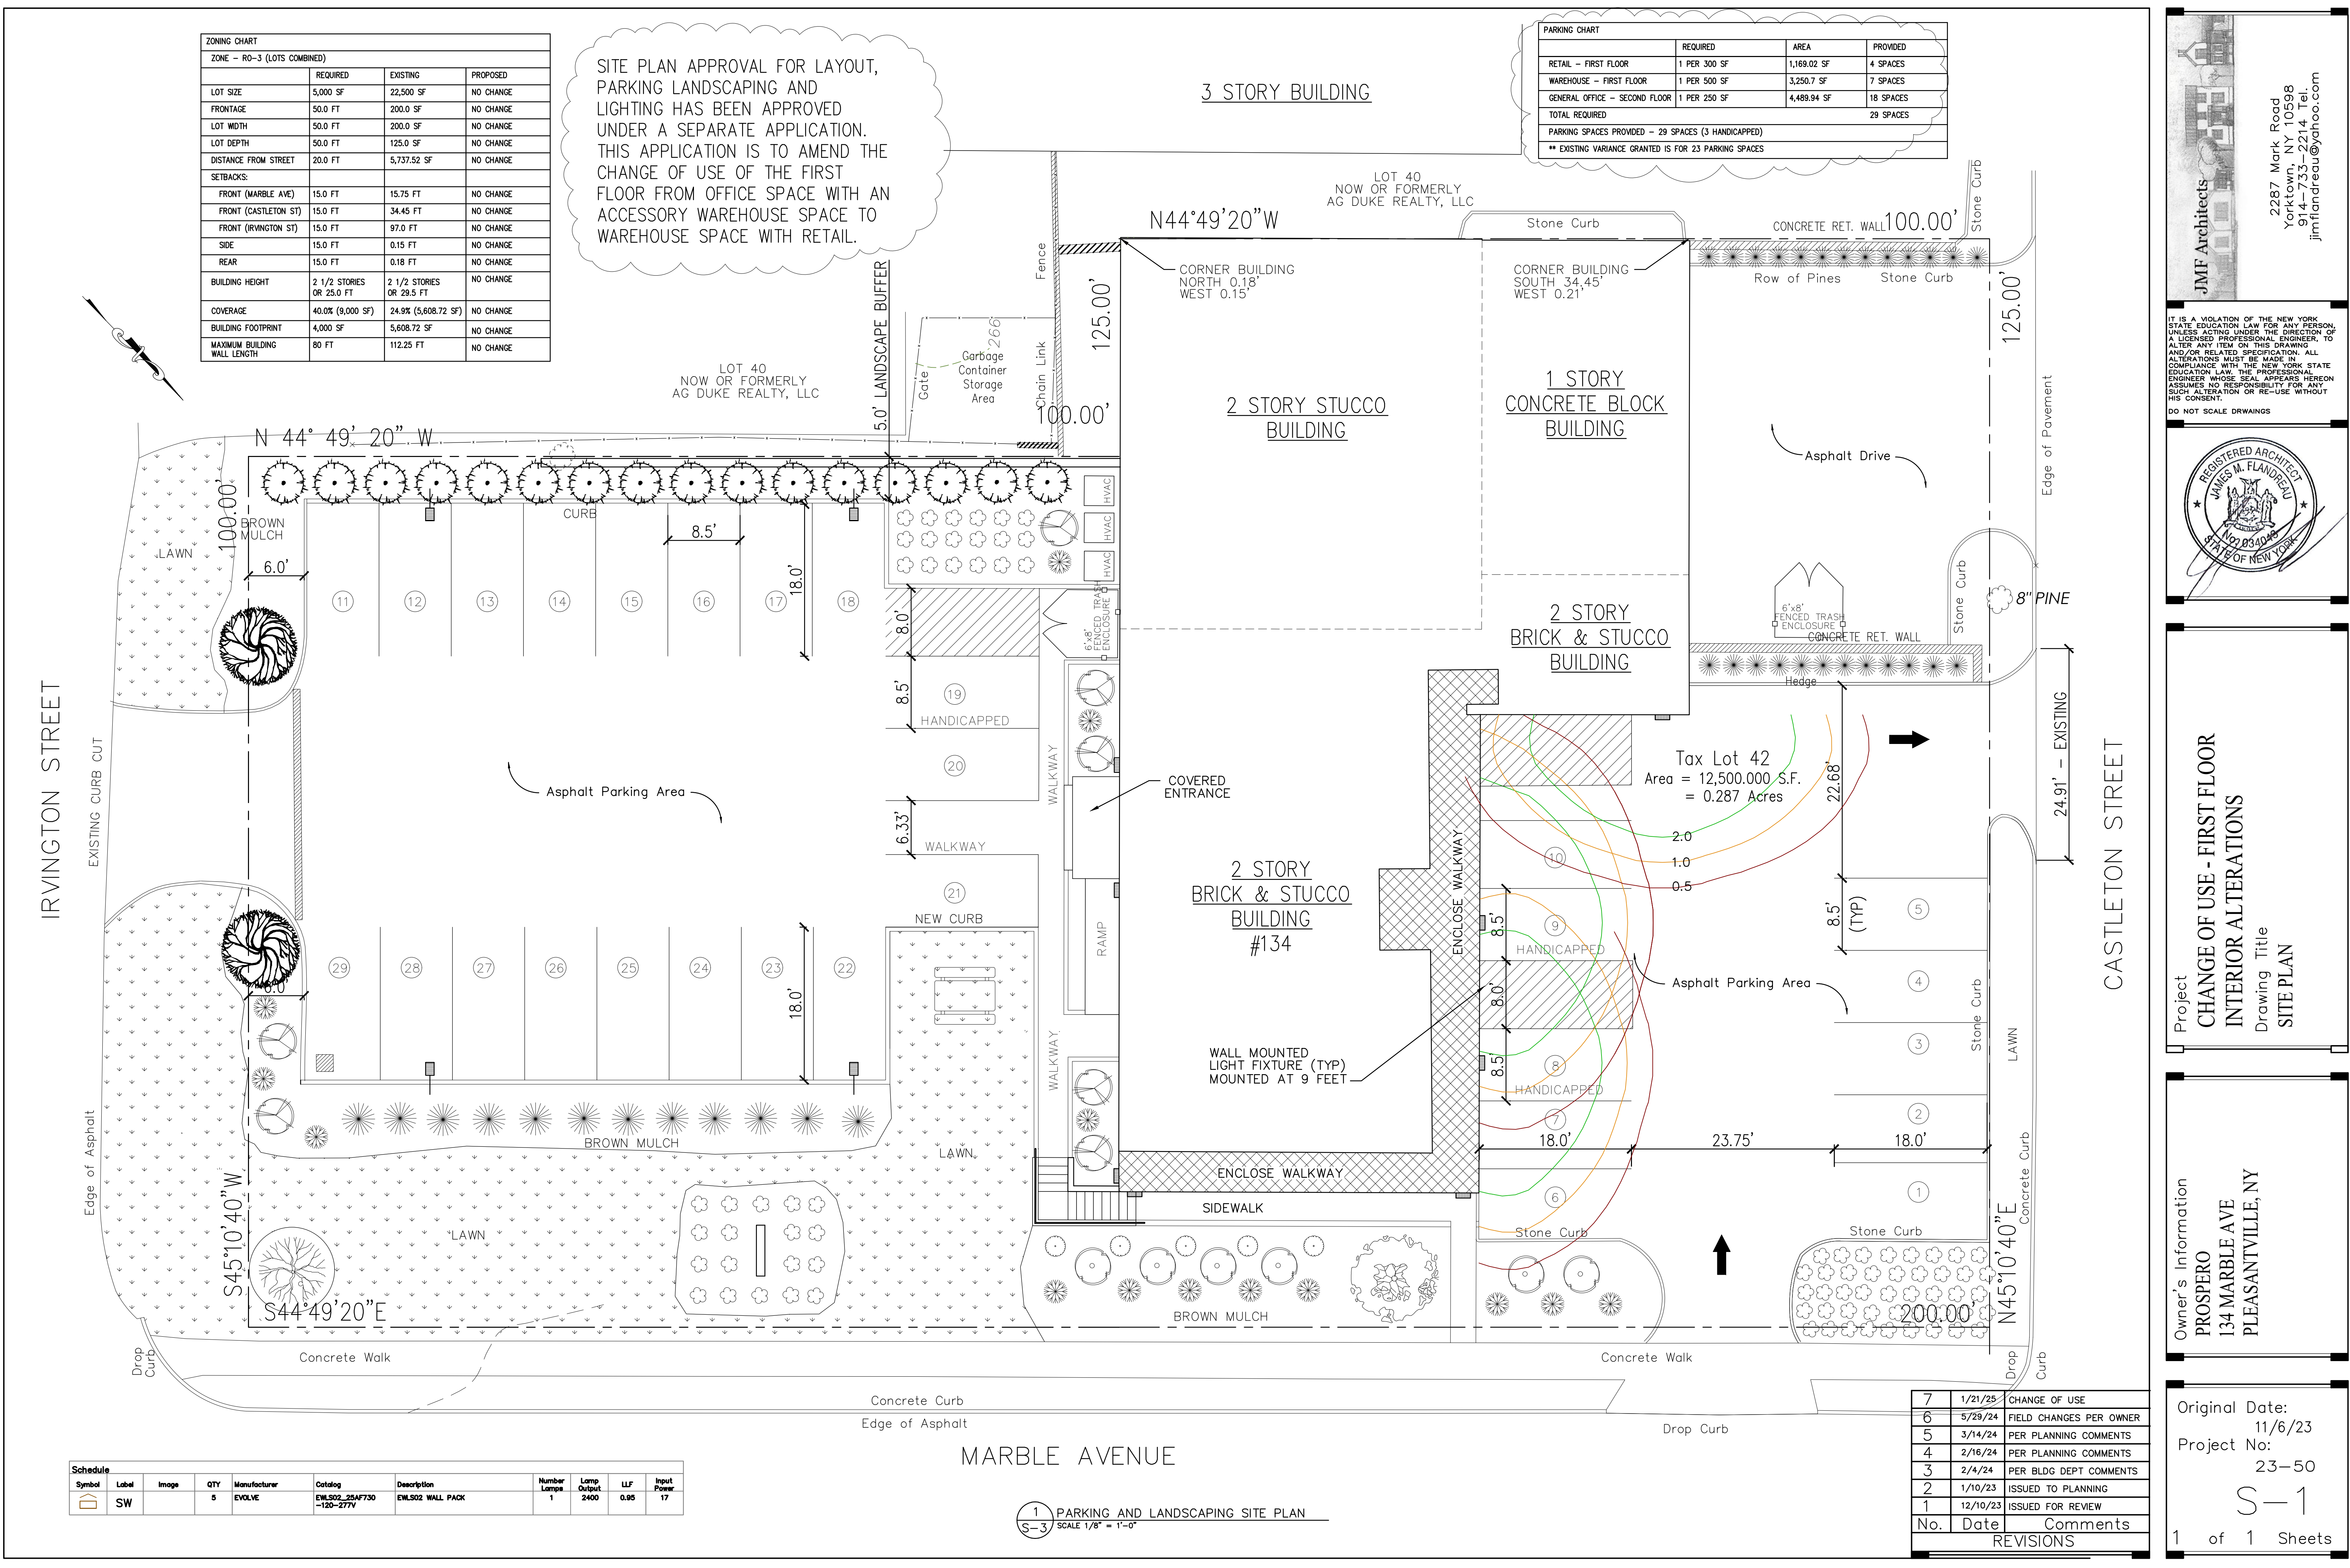 ZONING CHART
ZONE - RO-3 (LOTS COMBINED)
REQUIRED EXISTING PROPOSED
LOT SIZE 5,000 SF 22,500 SF NO CHANGE
FRONTAGE 50.0 FT 200.0 SF NO CHANGE
LOT WIDTH 50.0 FT 200.0 SF NO CHANGE
LOT DEPTH 50.0 FT 125.0 SF NO CHANGE
DISTANCE FROM STREET 20.0 FT 5,737.52 SF NO CHANGE
SETBACKS:
FRONT (MARBLE AVE) 15.0 FT 15.75 FT NO CHANGE
FRONT (CASTLETON ST) 15.0 FT 34.45 FT NO CHANGE
FRONT (IRVINGTON ST) 15.0 FT 97.0 FT NO CHANGE
SIDE 15.0 FT 0.15 FT NO CHANGE
REAR 15.0 FT 0.18 FT NO CHANGE
BUILDING HEIGHT 2 1/2 STORIES 2 1/2 STORIES NO CHANGE
OR 25.0 FT OR 29.5 FT
COVERAGE 40.0% (9,000 SF) 24.9% (5,608.72 SF) NO CHANGE
BUILDING FOOTPRINT 4,000 SF 5,608.72 SF NO CHANGE
MAXIMUM BUILDING 80 FT 112.25 FT NO CHANGE
WALL LENGTH
SITE PLAN APPROVAL FOR LAYOUT,
PARKING LANDSCAPING AND
LIGHTING HAS BEEN APPROVED
UNDER A SEPARATE APPLICATION.
THIS APPLICATION IS TO AMEND THE
CHANGE OF USE OF THE FIRST
FLOOR FROM OFFICE SPACE WITH AN
ACCESSORY WAREHOUSE SPACE TO
WAREHOUSE SPACE WITH RETAIL.
3 STORY BUILDING
PARKING CHART
REQUIRED AREA PROVIDED
RETAIL - FIRST FLOOR 1 PER 300 SF 1,169.02 SF 4 SPACES
WAREHOUSE - FIRST FLOOR 1 PER 500 SF 3,250.7 SF 7 SPACES
GENERAL OFFICE - SECOND FLOOR 1 PER 250 SF 4,489.94 SF 18 SPACES
TOTAL REQUIRED 29 SPACES
PARKING SPACES PROVIDED - 29 SPACES (3 HANDICAPPED)
** EXISTING VARIANCE GRANTED IS FOR 23 PARKING SPACES
LOT 40
NOW OR FORMERLY
AG DUKE REALTY, LLC
N44°49'20"W
Stone Curb
CONCRETE RET. WALL
100.00'
Stone Curb
CORNER BUILDING
NORTH 0.18'
WEST 0.15'
CORNER BUILDING
SOUTH 34.45'
WEST 0.21'
Row of Pines
Stone Curb
125.00'
125.00'
Chain Link Fence
266
Gate
Garbage
Container
Storage
Area
5.0' LANDSCAPE BUFFER
LOT 40
NOW OR FORMERLY
AG DUKE REALTY, LLC
100.00'
N 44° 49' 20" W
100.00'
2 STORY STUCCO
BUILDING
1 STORY
CONCRETE BLOCK
BUILDING
Asphalt Drive
Edge of Pavement
BROWN
MULCH
LAWN
CURB
8.5'
HVAC
HVAC
HVAC
6.0'
18.0'
11
12
13
14
15
16
17
18
8.0'
6'x8'
FENCED TRASH
ENCLOSURE
2 STORY
BRICK & STUCCO
BUILDING
6'x8'
FENCED TRASH
ENCLOSURE
CONCRETE RET. WALL
Stone Curb
8" PINE
Hedge
8.5'
19
HANDICAPPED
20
WALKWAY
6.33'
WALKWAY
21
NEW CURB
COVERED
ENTRANCE
Asphalt Parking Area
IRVINGTON STREET
EXISTING CURB CUT
Tax Lot 42
Area = 12,500.000 S.F.
= 0.287 Acres
22.68'
24.91' - EXISTING
CASTLETON STREET
2.0
1.0
0.5
ENCLOSE WALKWAY
2 STORY
BRICK & STUCCO
BUILDING
#134
RAMP
10
9
HANDICAPPED
8.5'
8.0'
8.5'
8
HANDICAPPED
7
6
8.5'
(TYP)
5
4
3
2
1
Asphalt Parking Area
Stone Curb
LAWN
29
28
27
26
25
24
23
22
6.0'
18.0'
WALL MOUNTED
LIGHT FIXTURE (TYP)
MOUNTED AT 9 FEET
WALKWAY
18.0'
23.75'
18.0'
Edge of Asphalt
BROWN MULCH
LAWN
ENCLOSE WALKWAY
SIDEWALK
Stone Curb
Stone Curb
Concrete Curb
S45°10'40"W
LAWN
S44°49'20"E
BROWN MULCH
200.00'
N45°10'40"E
Drop
Curb
Concrete Walk
Concrete Walk
Drop
Curb
Concrete Curb
Edge of Asphalt
Drop Curb
MARBLE AVENUE
Schedule
Symbol Label Image QTY Manufacturer Catalog Description Number Lamps Lamp Output LLF Input Power
SW 5 EVOLVE EWLS02_25AF730 EWLS02 WALL PACK 1 2400 0.95 17
-120-277V
1
S-3
PARKING AND LANDSCAPING SITE PLAN
SCALE 1/8" = 1'-0"
7 1/21/25 CHANGE OF USE
6 5/29/24 FIELD CHANGES PER OWNER
5 3/14/24 PER PLANNING COMMENTS
4 2/16/24 PER PLANNING COMMENTS
3 2/4/24 PER BLDG DEPT COMMENTS
2 1/10/23 ISSUED TO PLANNING
1 12/10/23 ISSUED FOR REVIEW
No. Date Comments
REVISIONS
JMF Architects
2287 Mark Road
Yorktown, NY 10598
914-733-2214 Tel.
jimflandreau@yahoo.com
IT IS A VIOLATION OF THE NEW YORK
STATE EDUCATION LAW FOR ANY PERSON,
UNLESS ACTING UNDER THE DIRECTION OF
A LICENSED PROFESSIONAL ENGINEER, TO
ALTER ANY ITEM ON THIS DRAWING
AND/OR RELATED SPECIFICATION. ALL
ALTERATIONS MUST BE MADE IN
COMPLIANCE WITH THE NEW YORK STATE
EDUCATION LAW. THE PROFESSIONAL
ENGINEER WHOSE SEAL APPEARS HEREON
ASSUMES NO RESPONSIBILITY FOR ANY
SUCH ALTERATION OR RE-USE WITHOUT
HIS CONSENT.
DO NOT SCALE DRWAINGS
REGISTERED ARCHITECT
JAMES M. FLANDREAU
STATE OF NEW YORK
Project
CHANGE OF USE - FIRST FLOOR
INTERIOR ALTERATIONS
Drawing Title
SITE PLAN
Owner's Information
PROSPERO
134 MARBLE AVE
PLEASANTVILLE, NY
Original Date:
11/6/23
Project No:
23-50
S-1
1 of 1 Sheets